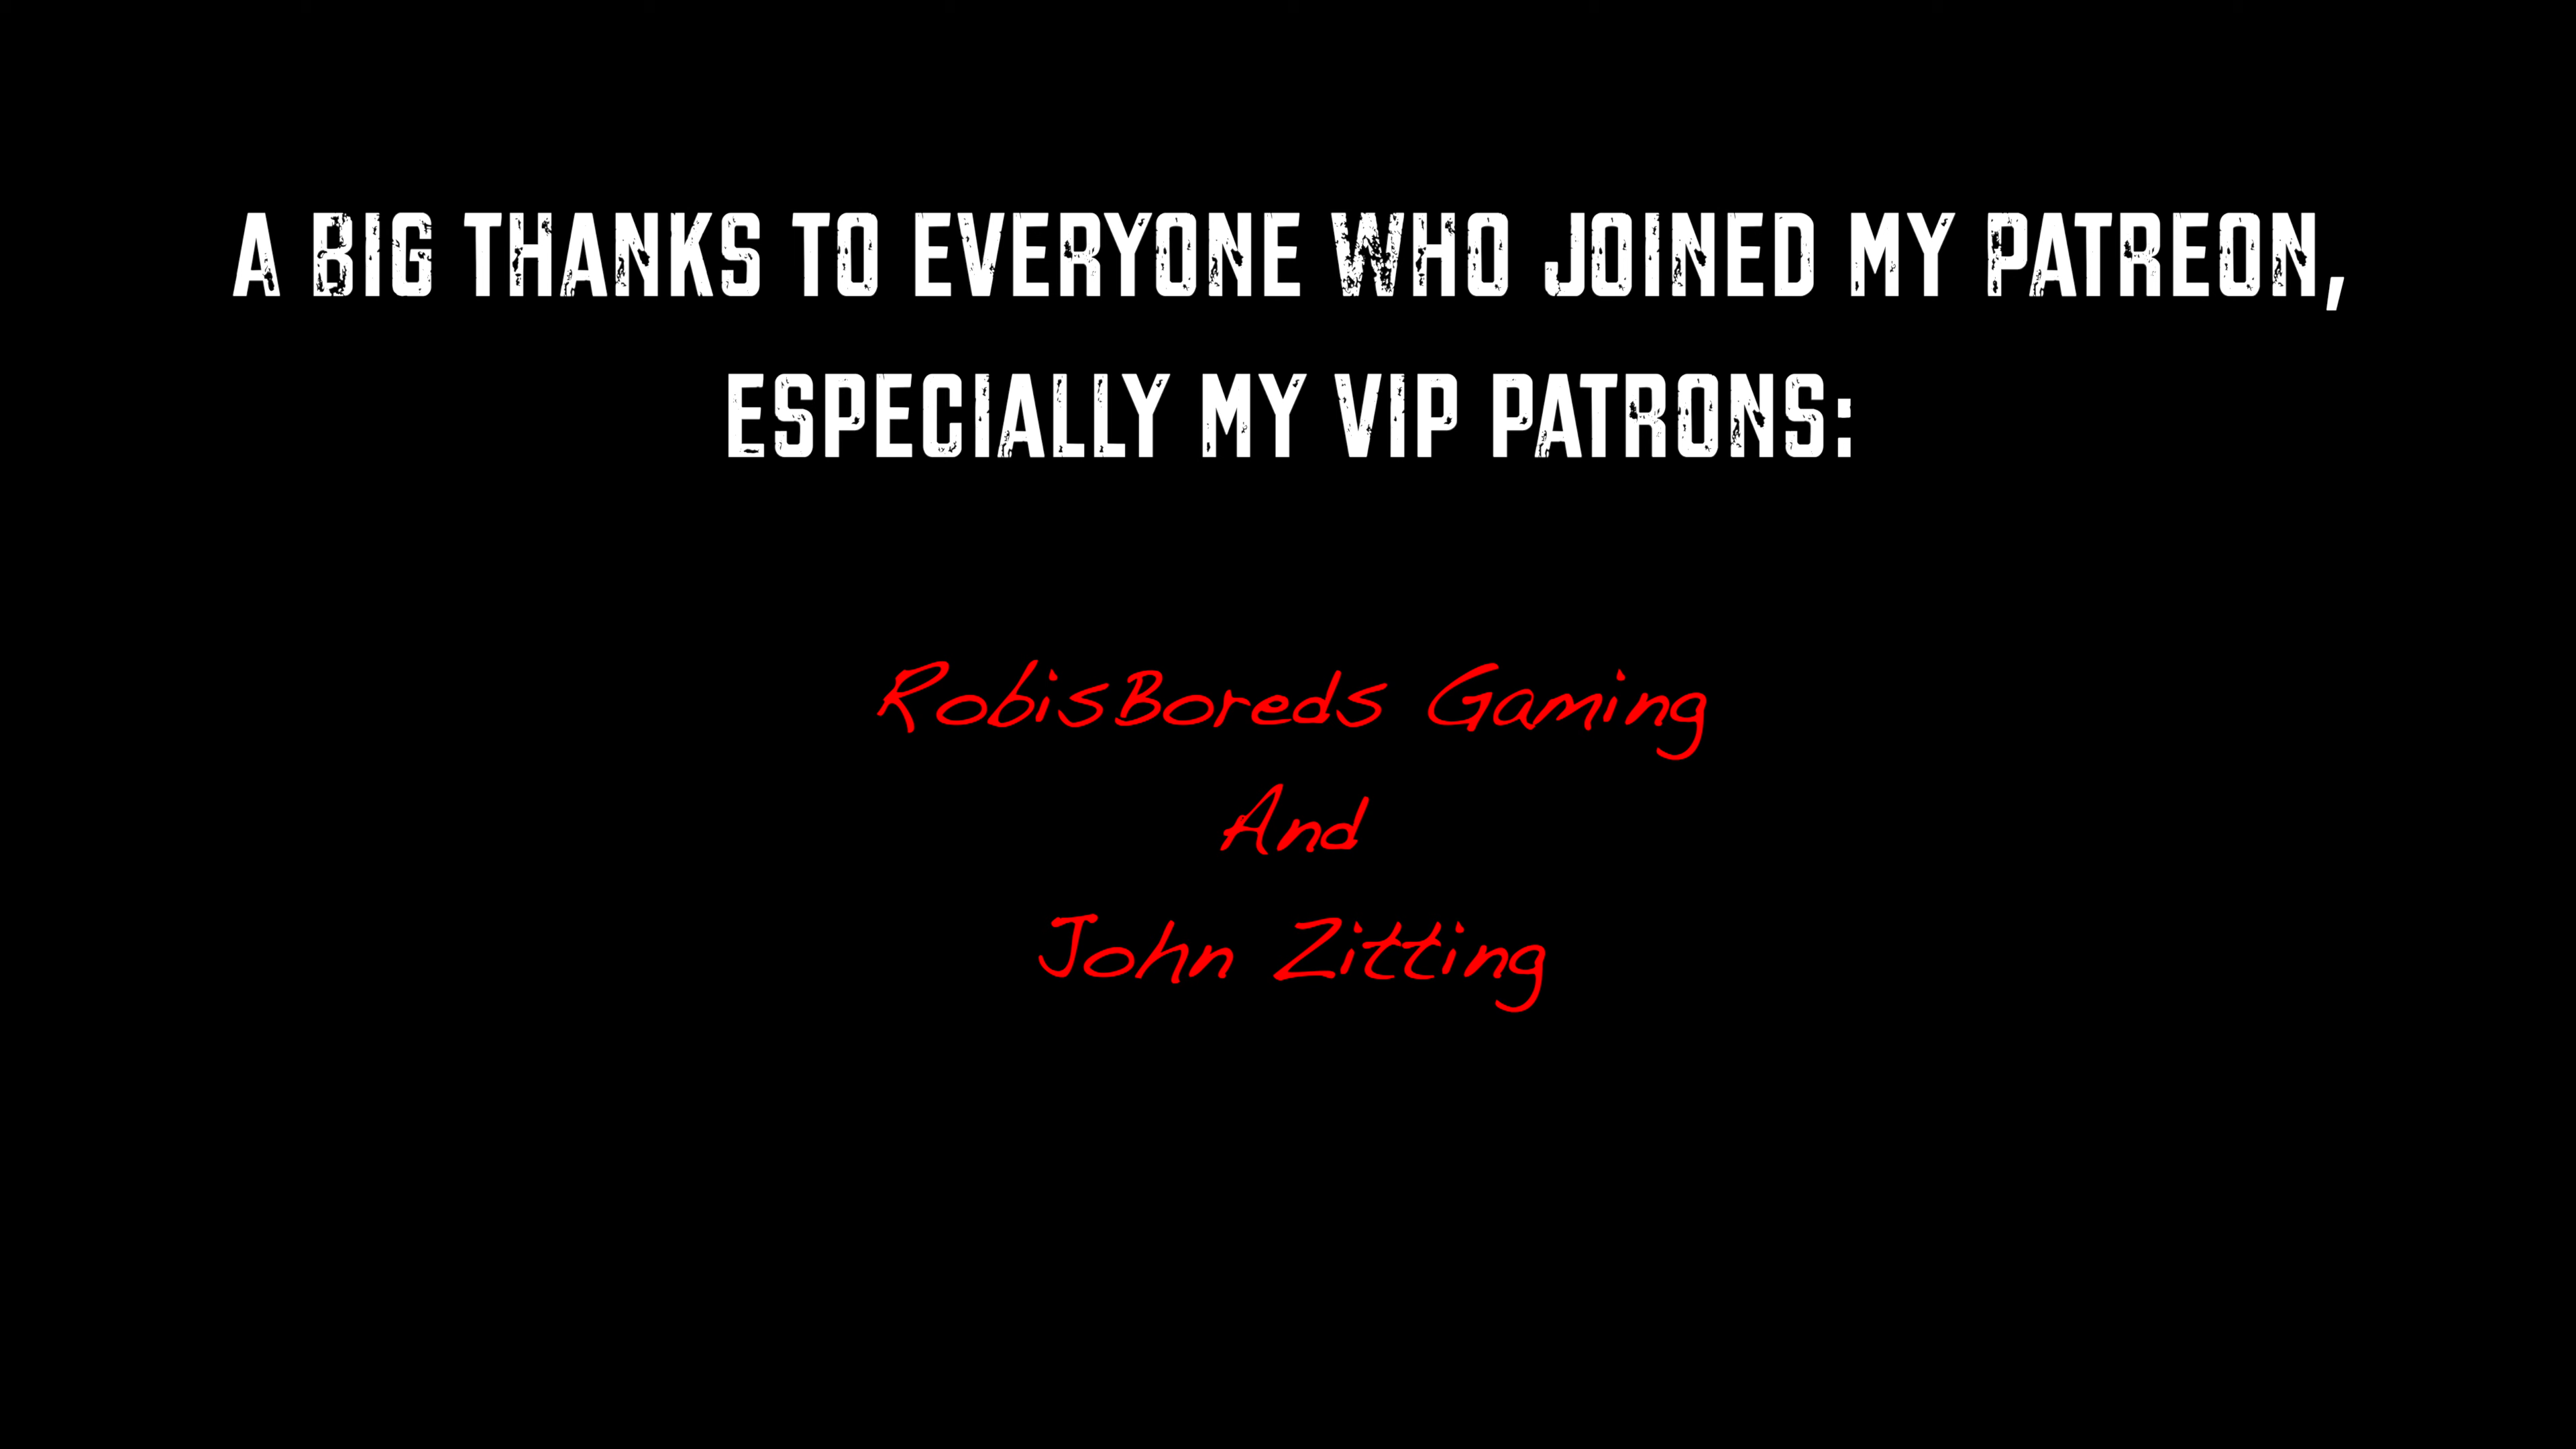 A BIG THANKS TO EVERYONE WHO JOINED MY PATREON,
ESPECIALLY MY VIP PATRONS:
RobisBoreds Gaming
And
John Zitting